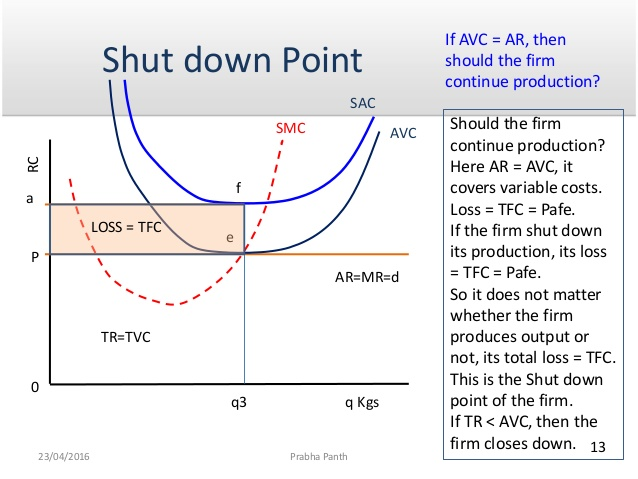 Shut down Point
If AVC = AR, then
should the firm
continue production?
SAC
SMC
AVC
RC
a
f
LOSS = TFC
e
P
AR=MR=d
TR=TVC
0
q3
q Kgs
Should the firm
continue production?
Here AR = AVC, it
covers variable costs.
Loss = TFC = Pafe.
If the firm shut down
its production, its loss
= TFC = Pafe.
So it does not matter
whether the firm
produces output or
not, its total loss = TFC.
This is the Shut down
point of the firm.
If TR < AVC, then the
firm closes down.
23/04/2016
Prabha Panth
13